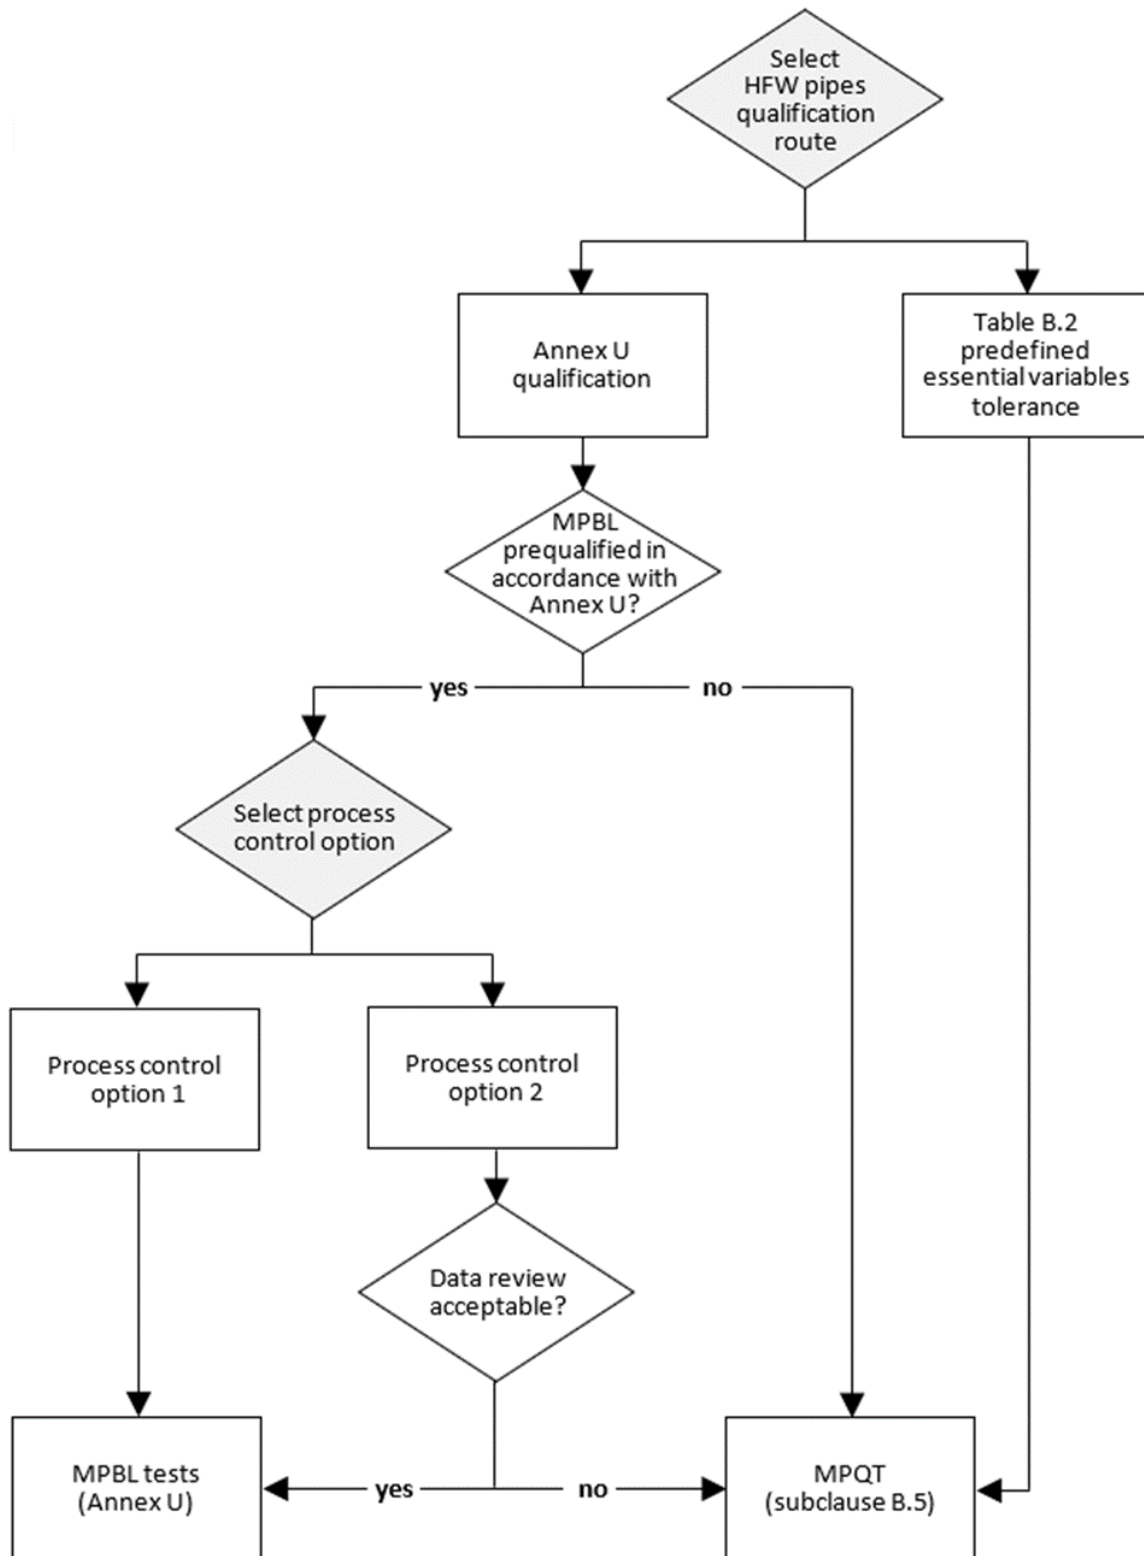 Select
HFW pipes
qualification
route
Annex U
qualification
Table B.2
predefined
essential variables
tolerance
MPBL
prequalified in
accordance with
Annex U?
yes
no
Select process
control option
Process control
option 1
Process control
option 2
Data review
acceptable?
MPBL tests
(Annex U)
yes
no
MPQT
(subclause B.5)